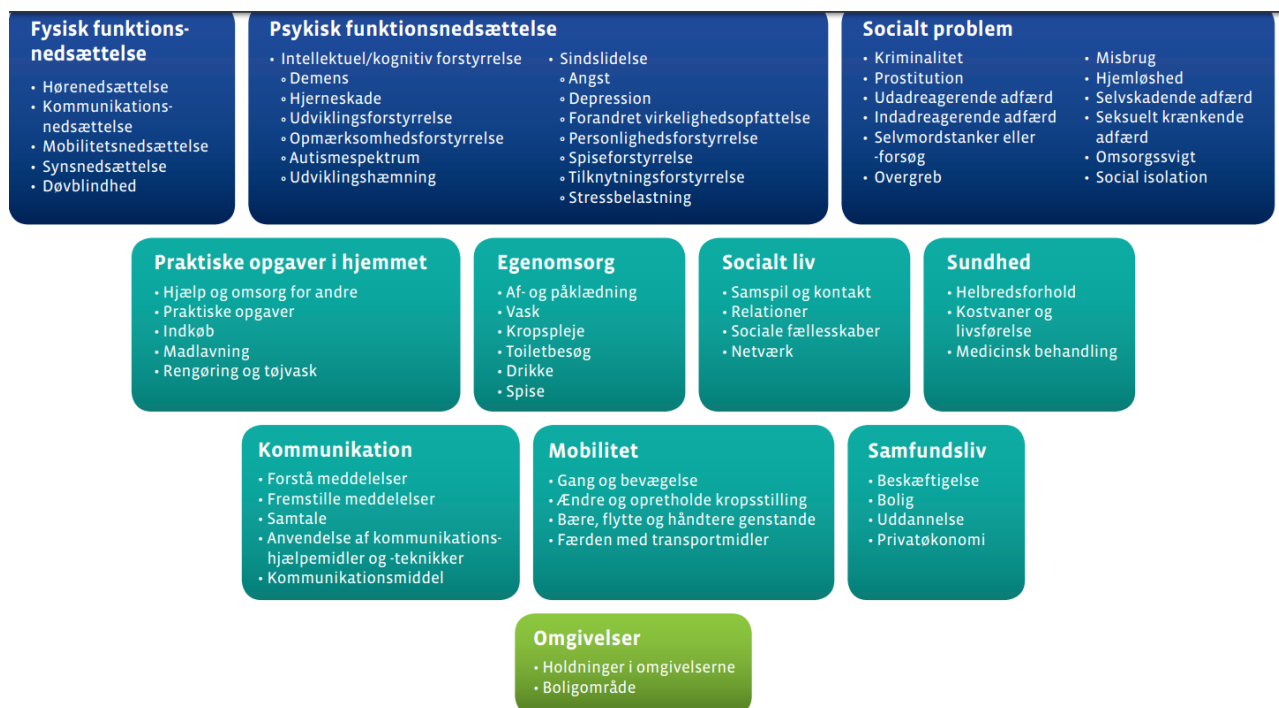 Fysisk funktions-
nedsættelse
• Hørenedsættelse
• Kommunikations-
nedsættelse
• Mobilitetsnedsættelse
• Synsnedsættelse
• Døvblindhed
Psykisk funktionsnedsættelse
• Intellektuel/kognitiv forstyrrelse
∘ Demens
∘ Hjerneskade
∘ Udviklingsforstyrrelse
∘ Opmærksomhedsforstyrrelse
∘ Autismespektrum
∘ Udviklingshæmning
• Sindslidelse
∘ Angst
∘ Depression
∘ Forandret virkelighedsopfattelse
∘ Personlighedsforstyrrelse
∘ Spiseforstyrrelse
∘ Tilknytningsforstyrrelse
∘ Stressbelastning
Socialt problem
• Kriminalitet
• Prostitution
• Udadreagerende adfærd
• Indadreagerende adfærd
• Selvmordstanker eller
-forsøg
• Overgreb
• Misbrug
• Hjemløshed
• Selvskadende adfærd
• Seksuelt krænkende
adfærd
• Omsorgssvigt
• Social isolation
Praktiske opgaver i hjemmet
• Hjælp og omsorg for andre
• Praktiske opgaver
• Indkøb
• Madlavning
• Rengøring og tøjvask
Egenomsorg
• Af- og påklædning
• Vask
• Kropspleje
• Toiletbesøg
• Drikke
• Spise
Socialt liv
• Samspil og kontakt
• Relationer
• Sociale fællesskaber
• Netværk
Sundhed
• Helbredsforhold
• Kostvaner og
livsførelse
• Medicinsk behandling
Kommunikation
• Forstå meddelelser
• Fremstille meddelelser
• Samtale
• Anvendelse af kommunikations-
hjælpemidler og -teknikker
• Kommunikationsmiddel
Mobilitet
• Gang og bevægelse
• Ændre og opretholde kropsstilling
• Bære, flytte og håndtere genstande
• Færden med transportmidler
Samfundsliv
• Beskæftigelse
• Bolig
• Uddannelse
• Privatøkonomi
Omgivelser
• Holdninger i omgivelserne
• Boligområde